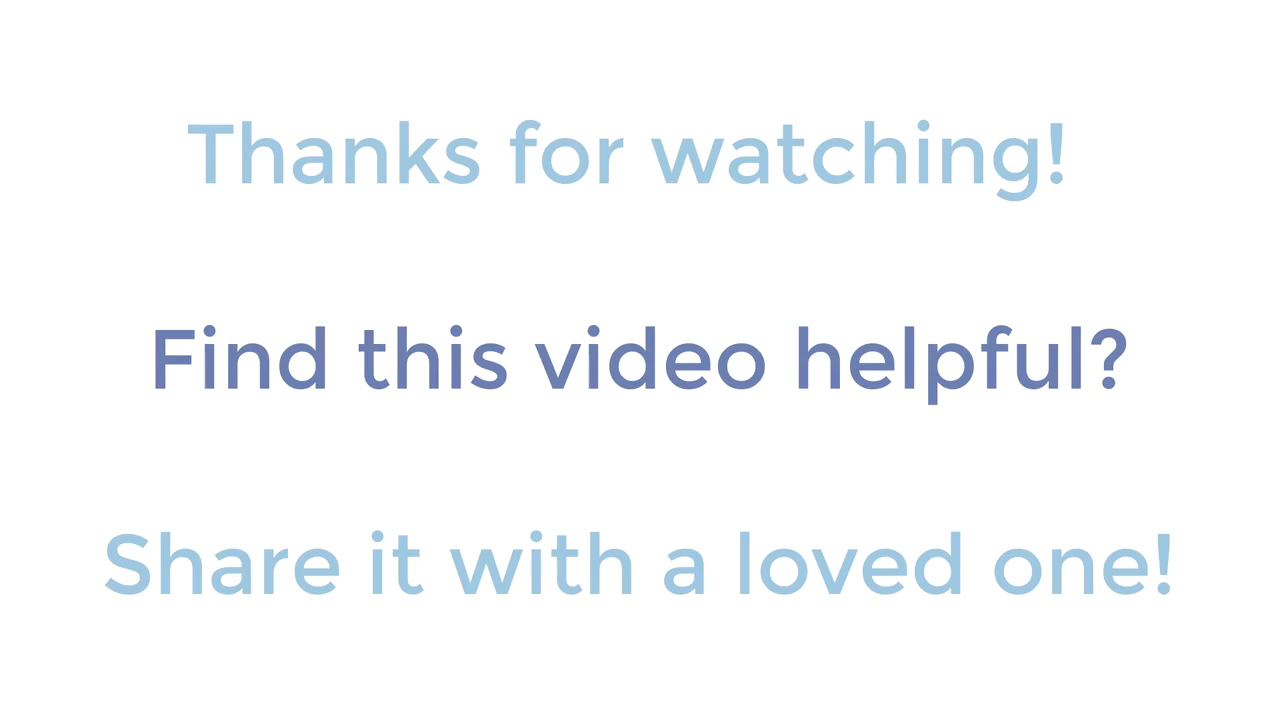 Thanks for watching!
Find this video helpful?
Share it with a loved one!